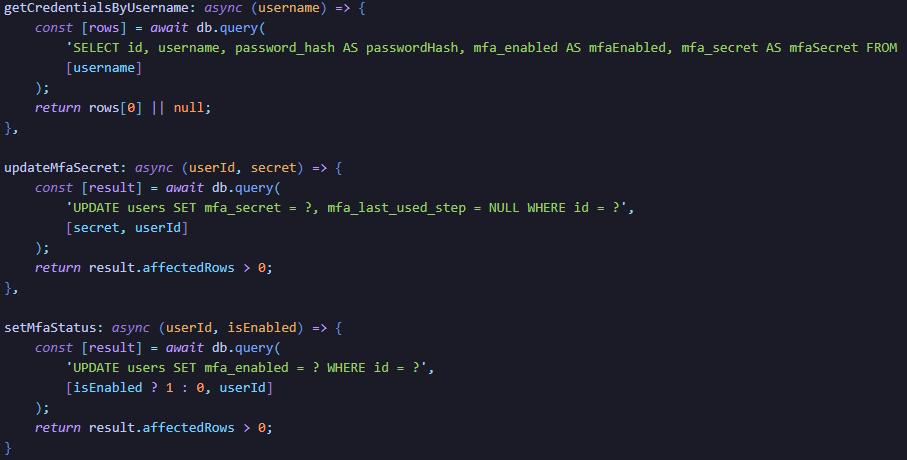 getCredentialsByUsername: async (username) => {
    const [rows] = await db.query(
        'SELECT id, username, password_hash AS passwordHash, mfa_enabled AS mfaEnabled, mfa_secret AS mfaSecret FROM
        [username]
    );
    return rows[0] || null;
},

updateMfaSecret: async (userId, secret) => {
    const [result] = await db.query(
        'UPDATE users SET mfa_secret = ?, mfa_last_used_step = NULL WHERE id = ?',
        [secret, userId]
    );
    return result.affectedRows > 0;
},

setMfaStatus: async (userId, isEnabled) => {
    const [result] = await db.query(
        'UPDATE users SET mfa_enabled = ? WHERE id = ?',
        [isEnabled ? 1 : 0, userId]
    );
    return result.affectedRows > 0;
}